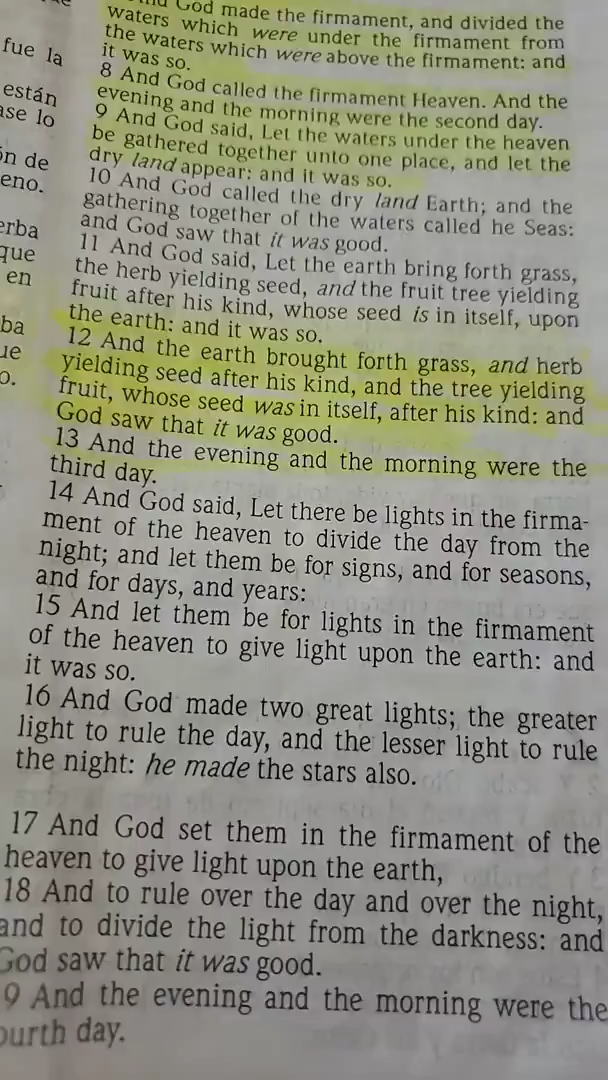 fue la
están
ase lo
ón de
eno.
erba
que
en
ba
ue
o.
God made the firmament, and divided the
waters which were under the firmament from
the waters which were above the firmament: and
it was so.
8 And God called the firmament Heaven. And the
evening and the morning were the second day.
9 And God said, Let the waters under the heaven
be gathered together unto one place, and let the
dry land appear: and it was so.
10 And God called the dry land Earth; and the
gathering together of the waters called he Seas:
and God saw that it was good.
11 And God said, Let the earth bring forth grass,
the herb yielding seed, and the fruit tree yielding
fruit after his kind, whose seed is in itself, upon
the earth: and it was so.
12 And the earth brought forth grass, and herb
yielding seed after his kind, and the tree yielding
fruit, whose seed was in itself, after his kind: and
God saw that it was good.
13 And the evening and the morning were the
third day.
14 And God said, Let there be lights in the firma-
ment of the heaven to divide the day from the
night; and let them be for signs, and for seasons,
and for days, and years:
15 And let them be for lights in the firmament
of the heaven to give light upon the earth: and
it was so.
16 And God made two great lights; the greater
light to rule the day, and the lesser light to rule
the night: he made the stars also.
17 And God set them in the firmament of the
heaven to give light upon the earth,
18 And to rule over the day and over the night,
and to divide the light from the darkness: and
God saw that it was good.
9 And the evening and the morning were the
ourth day.